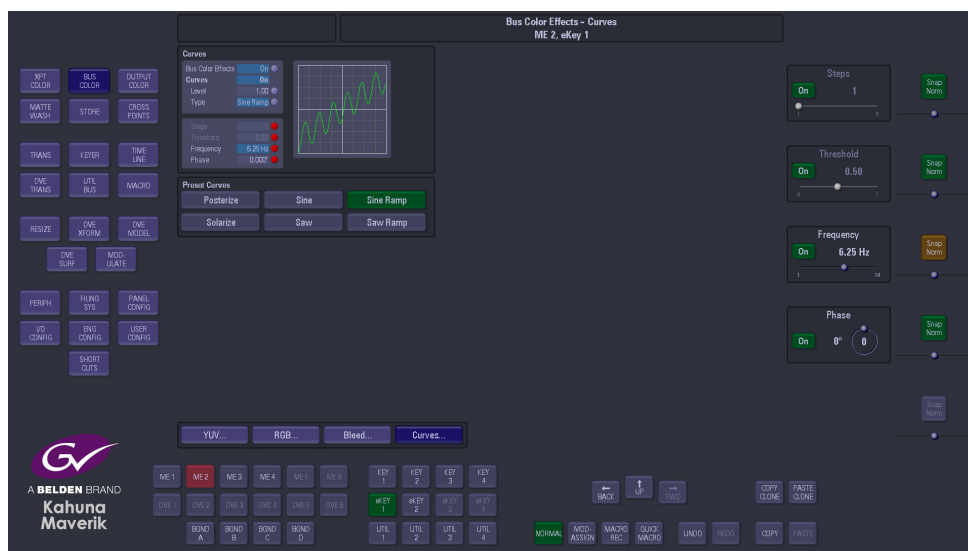 Bus Color Effects - Curves
ME 2, eKey 1
Curves
Bus Color Effects On
Curves On
Level 1.00
Type Sine Ramp
Steps
Threshold 0.50
Frequency 6.25 Hz
Phase 0.000°
Preset Curves
Posterize Sine Sine Ramp
Solarize Saw Saw Ramp
XPT COLOR
BUS COLOR
OUTPUT COLOR
MATTE WASH
STORE
CROSS POINTS
TRANS
KEYER
TIME LINE
DVE TRANS
UTIL BUS
MACRO
RESIZE
DVE XFORM
DVE MODEL
DVE SURF
MOD-ULATE
PERIPH
FILING SYS
PANEL CONFIG
I/O CONFIG
ENG CONFIG
USER CONFIG
SHORT CUTS
Steps
On 1
Snap Norm
Threshold
On 0.50
Snap Norm
Frequency
On 6.25 Hz
1 10
Snap Norm
Phase
On 0° 0
Snap Norm
Snap Norm
YUV... RGB... Bleed... Curves...
GV
A BELDEN BRAND
Kahuna
Maverik
ME 1 ME 2 ME 3 ME 4 ME 5 ME 6
DVE 1 DVE 2 DVE 3 DVE 4 DVE 5 DVE 6
BGND A
BGND B
BGND C
BGND D
KEY 1
KEY 2
KEY 3
KEY 4
eKEY 1
eKEY 2
eKEY 3
eKEY 4
UTIL 1
UTIL 2
UTIL 3
UTIL 4
BACK UP FWD
COPY CLONE
PASTE CLONE
NORMAL
MOD-ASSIGN
MACRO REC
QUICK MACRO
UNDO REDO
COPY PASTE